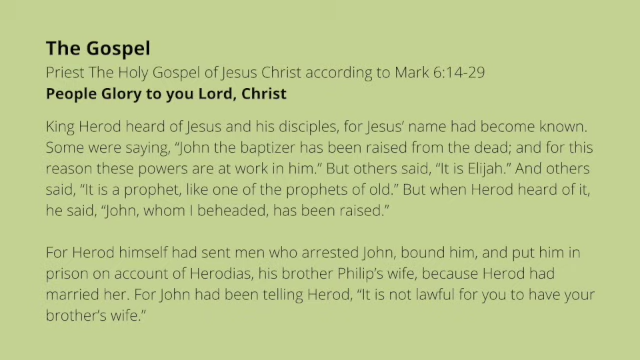 The Gospel
Priest The Holy Gospel of Jesus Christ according to Mark 6:14-29
People Glory to you Lord, Christ
King Herod heard of Jesus and his disciples, for Jesus’ name had become known.
Some were saying, “John the baptizer has been raised from the dead; and for this
reason these powers are at work in him.” But others said, “It is Elijah.” And others
said, “It is a prophet, like one of the prophets of old.” But when Herod heard of it,
he said, “John, whom I beheaded, has been raised.”
For Herod himself had sent men who arrested John, bound him, and put him in
prison on account of Herodias, his brother Philip’s wife, because Herod had
married her. For John had been telling Herod, “It is not lawful for you to have your
brother’s wife.”